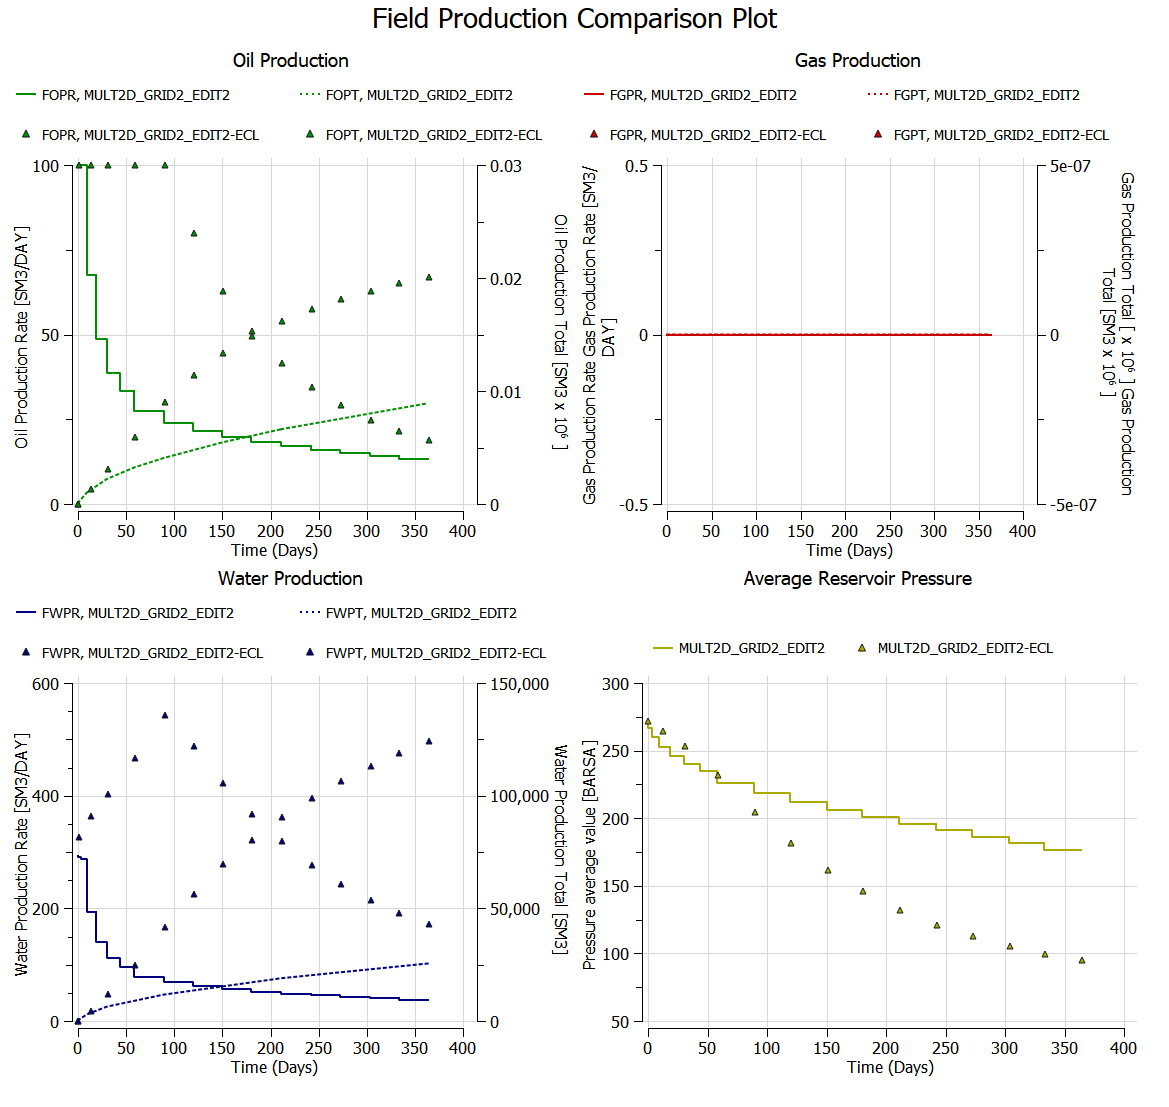 Field Production Comparison Plot
Oil Production
FOPR, MULT2D_GRID2_EDIT2
FOPT, MULT2D_GRID2_EDIT2
FOPR, MULT2D_GRID2_EDIT2-ECL
FOPT, MULT2D_GRID2_EDIT2-ECL
Oil Production Rate [SM3/DAY]
100
50
0
0.03
0.02
0.01
0
Oil Production Total [SM3 x 10⁶ ]
0 50 100 150 200 250 300 350 400
Time (Days)
Gas Production
FGPR, MULT2D_GRID2_EDIT2
FGPT, MULT2D_GRID2_EDIT2
FGPR, MULT2D_GRID2_EDIT2-ECL
FGPT, MULT2D_GRID2_EDIT2-ECL
Gas Production Rate Gas Production Rate [SM3/
DAY]
0.5
0
-0.5
5e-07
0
-5e-07
Gas Production Total [ x 10⁶ ] Gas Production
Total [SM3 x 10⁶ ]
0 50 100 150 200 250 300 350 400
Time (Days)
Water Production
FWPR, MULT2D_GRID2_EDIT2
FWPT, MULT2D_GRID2_EDIT2
FWPR, MULT2D_GRID2_EDIT2-ECL
FWPT, MULT2D_GRID2_EDIT2-ECL
Water Production Rate [SM3/DAY]
600
400
200
0
150,000
100,000
50,000
0
Water Production Total [SM3]
0 50 100 150 200 250 300 350 400
Time (Days)
Average Reservoir Pressure
MULT2D_GRID2_EDIT2
MULT2D_GRID2_EDIT2-ECL
Pressure average value [BARSA ]
300
250
200
150
100
50
0 50 100 150 200 250 300 350 400
Time (Days)